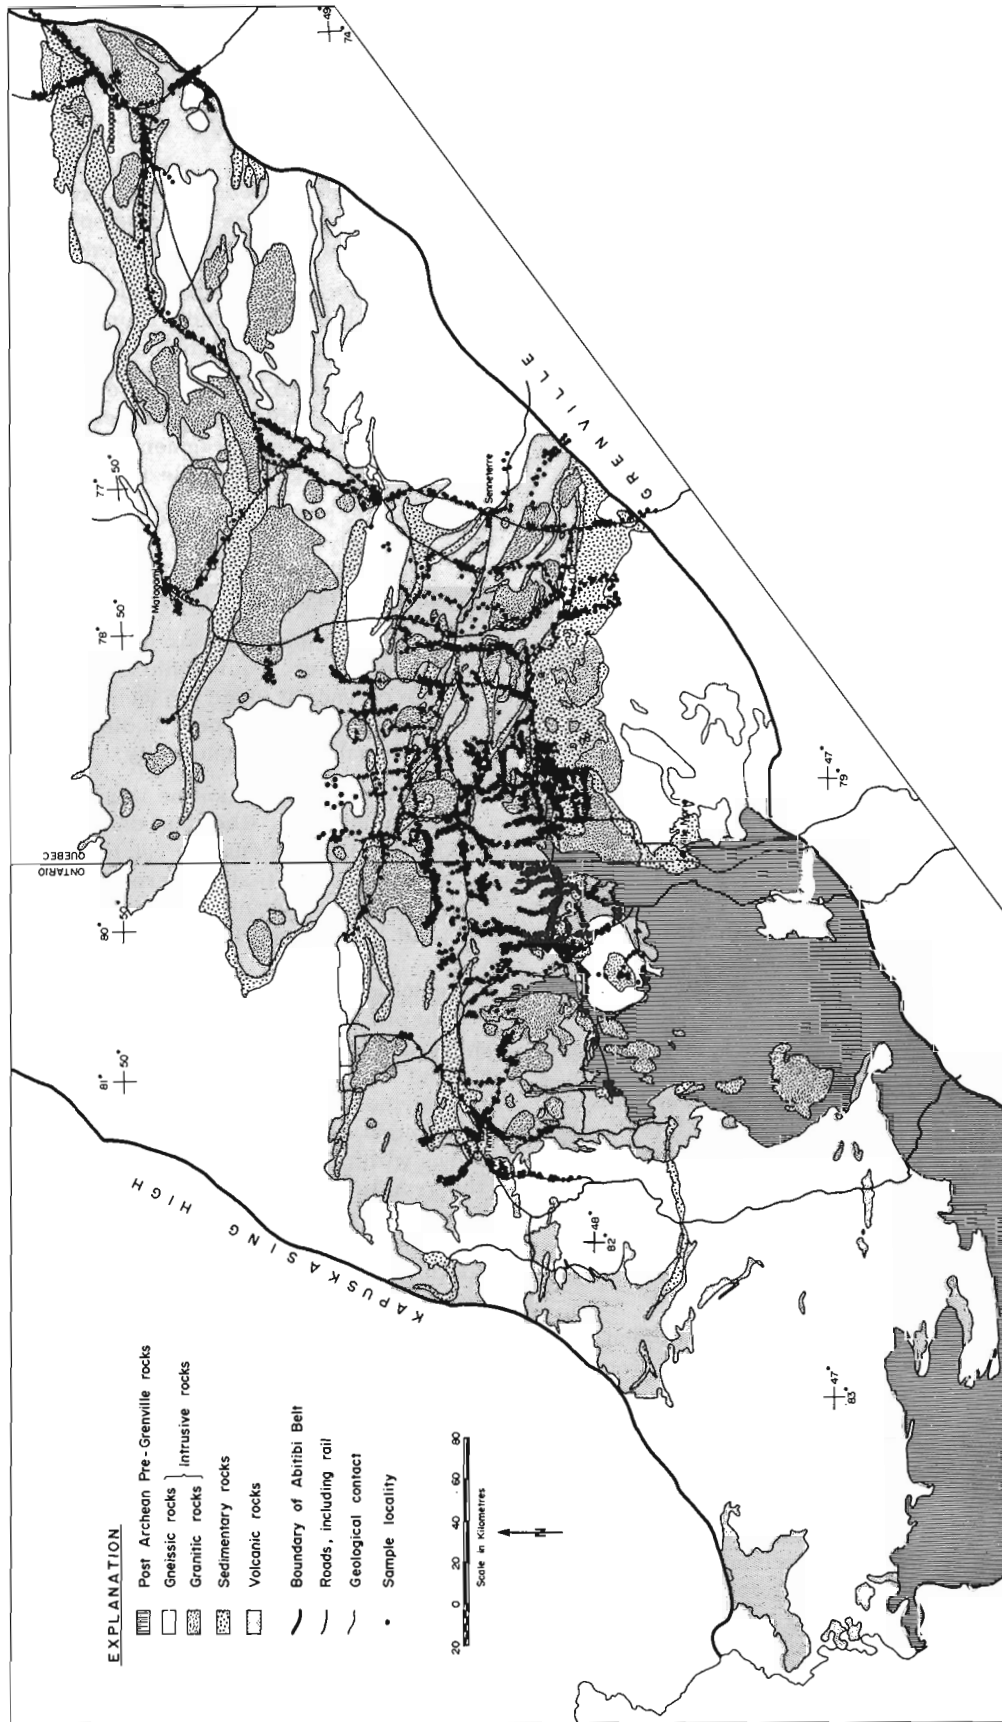 EXPLANATION
Post Archean Pre-Grenville rocks
Gneissic rocks
Granitic rocks
Intrusive rocks
Sedimentary rocks
Volcanic rocks
Boundary of Abitibi Belt
Roads, including rail
Geological contact
Sample locality
20 0 20 40 60 80
Scale in Kilometres
N
KAPUSKASING HIGH
GRENVILLE
ONTARIO
QUEBEC
Matagami
Senneterre
83° 47°
82 48°
81° 50°
80° 50°
79° 47°
78° 50°
77° 50°
74° 49°